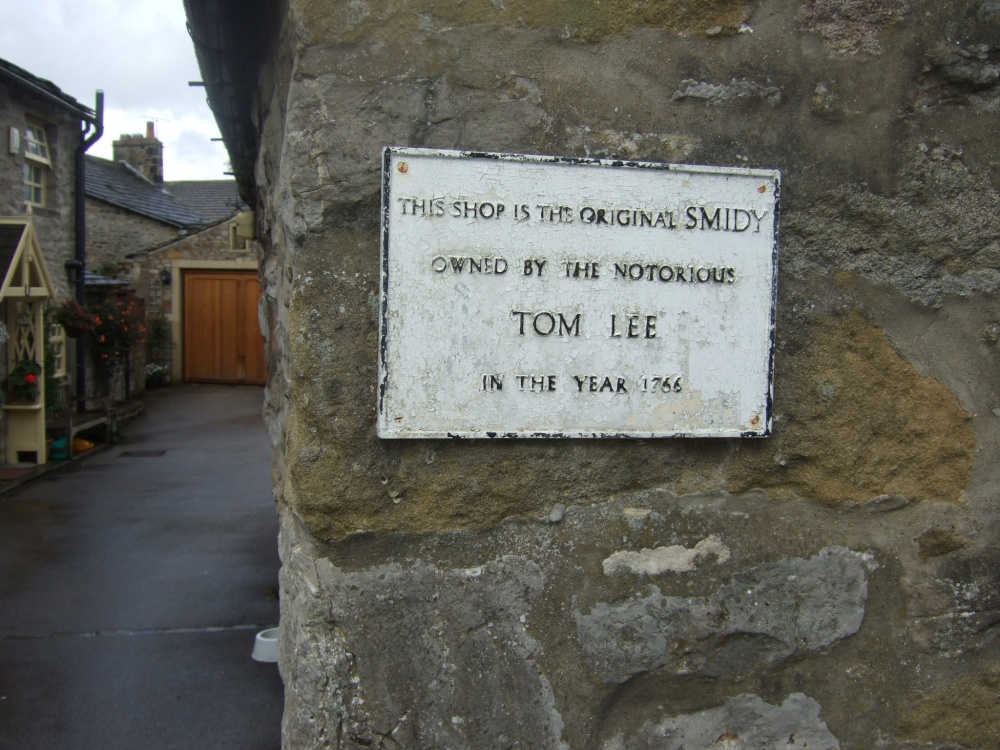 THIS SHOP IS THE ORIGINAL SMIDY
OWNED BY THE NOTORIOUS
TOM LEE
IN THE YEAR 1766